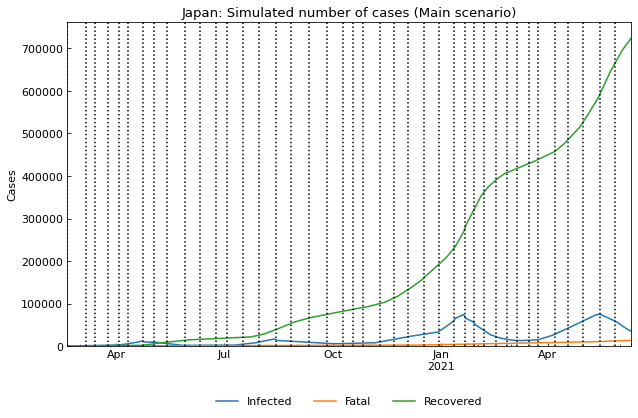 Japan: Simulated number of cases (Main scenario)
700000
600000
500000
400000
300000
200000
100000
0
Cases
Apr Jul Oct Jan Apr
2021
Infected Fatal Recovered